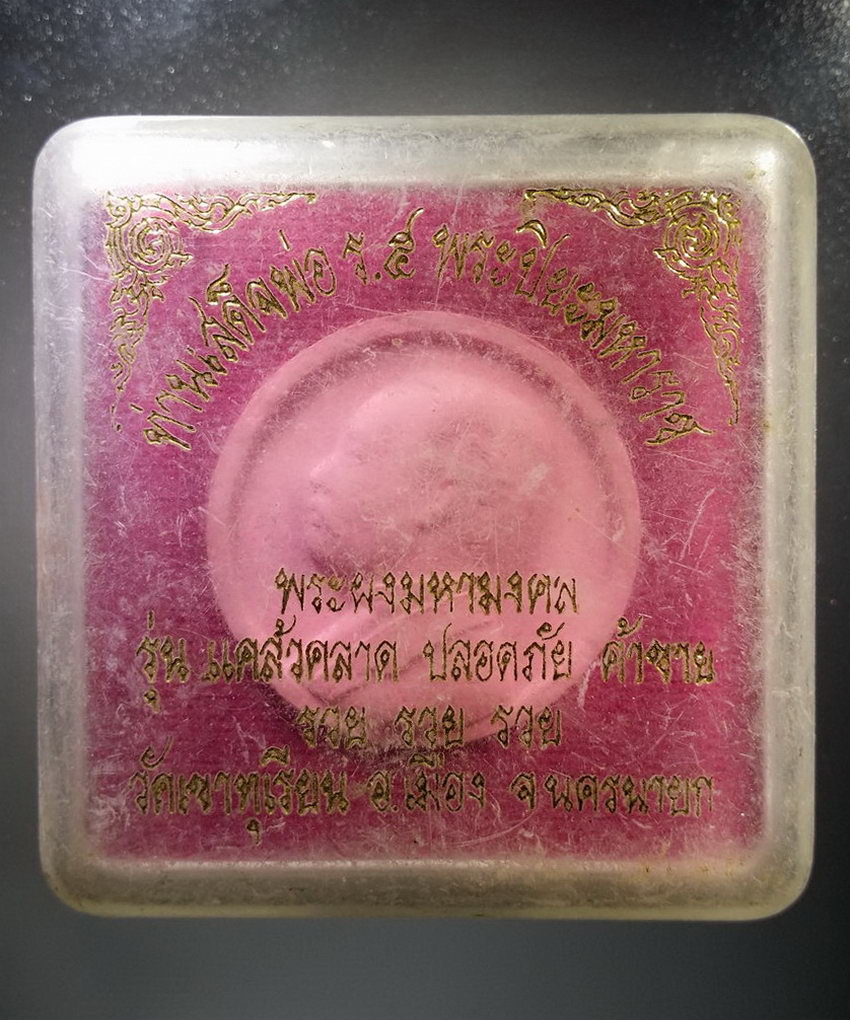 ท่านเสด็จพ่อ ร.๕ พระปิยะมหาราช
พระผงมหามงคล
รุ่น แคล้วคลาด ปลอดภัย ค้าขาย
รวย รวย รวย
วัดเขาทุเรียน อ.เมือง จ.นครนายก